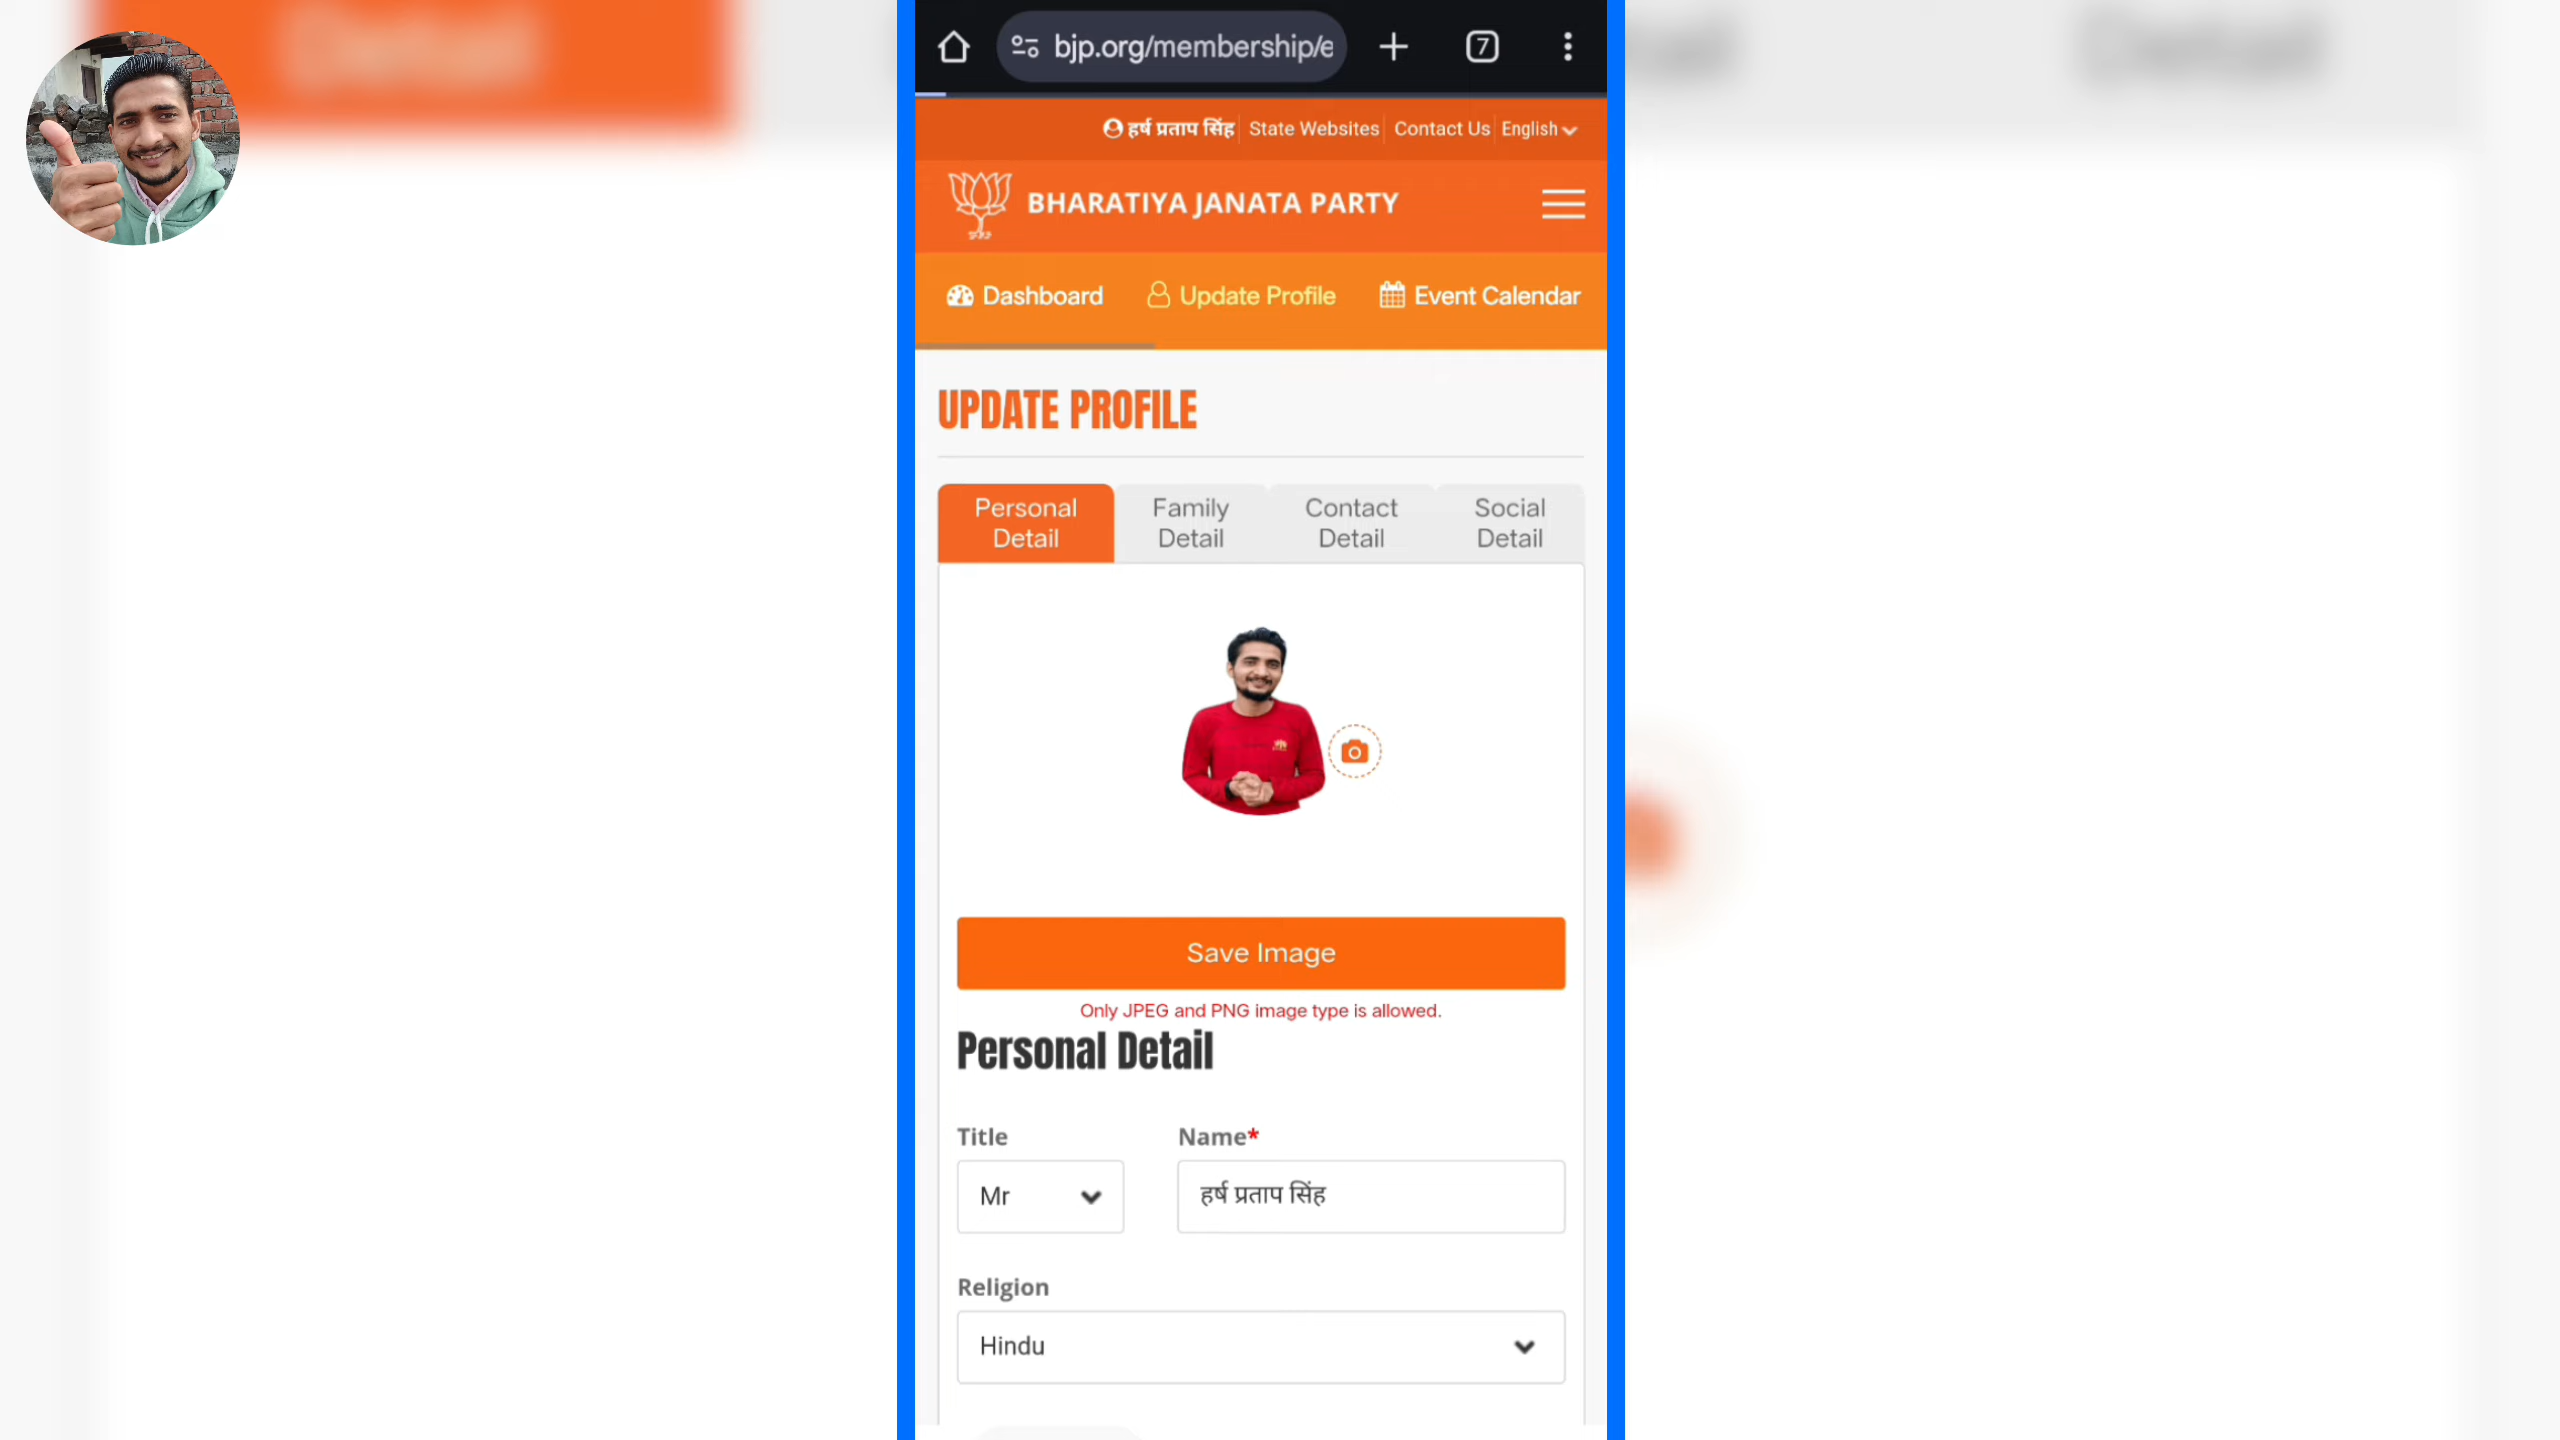 bjp.org/membership/e
7
हर्ष प्रताप सिंह State Websites Contact Us English
BHARATIYA JANATA PARTY
Dashboard Update Profile Event Calendar
UPDATE PROFILE
Personal Detail
Family Detail
Contact Detail
Social Detail
Save Image
Only JPEG and PNG image type is allowed.
Personal Detail
Title Name*
Mr हर्ष प्रताप सिंह
Religion
Hindu